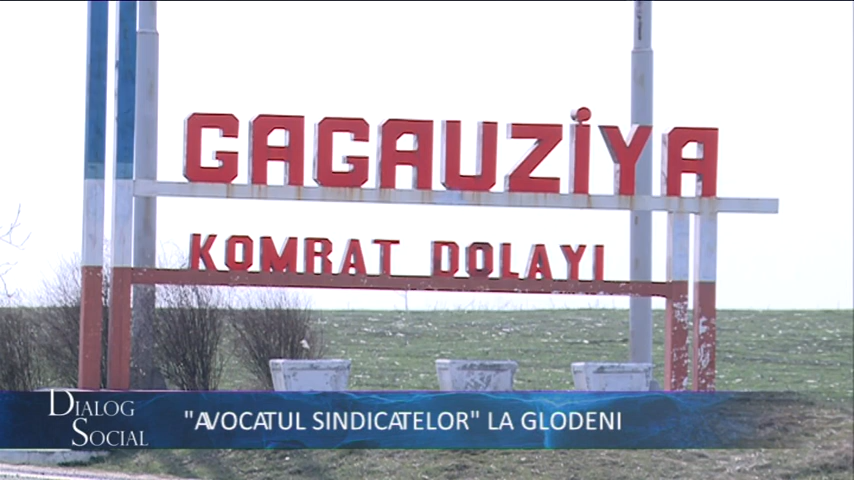 GAGAUZİYA
KOMRAT DOLAYI
DIALOG
SOCIAL
"AVOCATUL SINDICATELOR" LA GLODENI